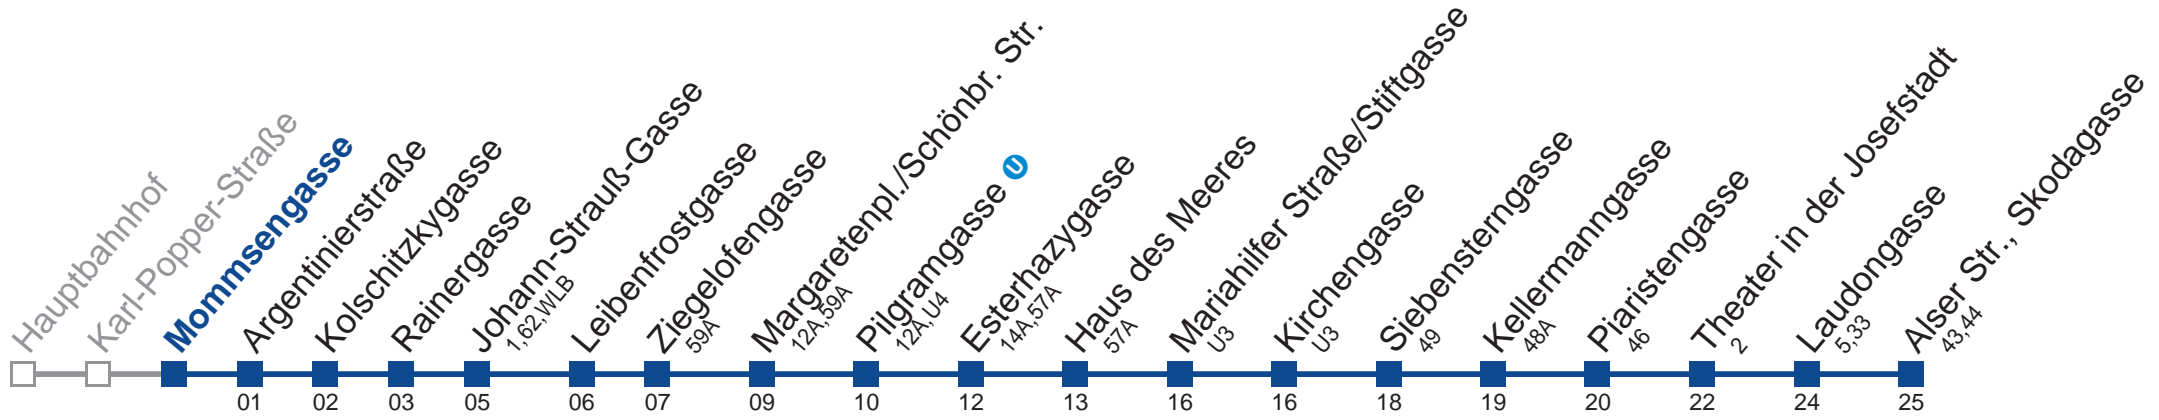 Hauptbahnhof
Karl-Popper-Straße
Mommsengasse
Argentinierstraße
01
Kolschitzkygasse
02
Rainergasse
03
Johann-Strauß-Gasse
1,62,WLB
05
Leibenfrostgasse
06
Ziegelofengasse
59A
07
Margaretenpl./Schönbr. Str.
12A,59A
09
Pilgramgasse U
12A,U4
10
Esterhazygasse
14A,57A
12
Haus des Meeres
57A
13
Mariahilfer Straße/Stiftgasse
U3
16
Kirchengasse
U3
16
Siebensterngasse
49
18
Kellermanngasse
48A
19
Piaristengasse
46
20
Theater in der Josefstadt
2
22
Laudongasse
5,33
24
Alser Str., Skodagasse
43,44
25